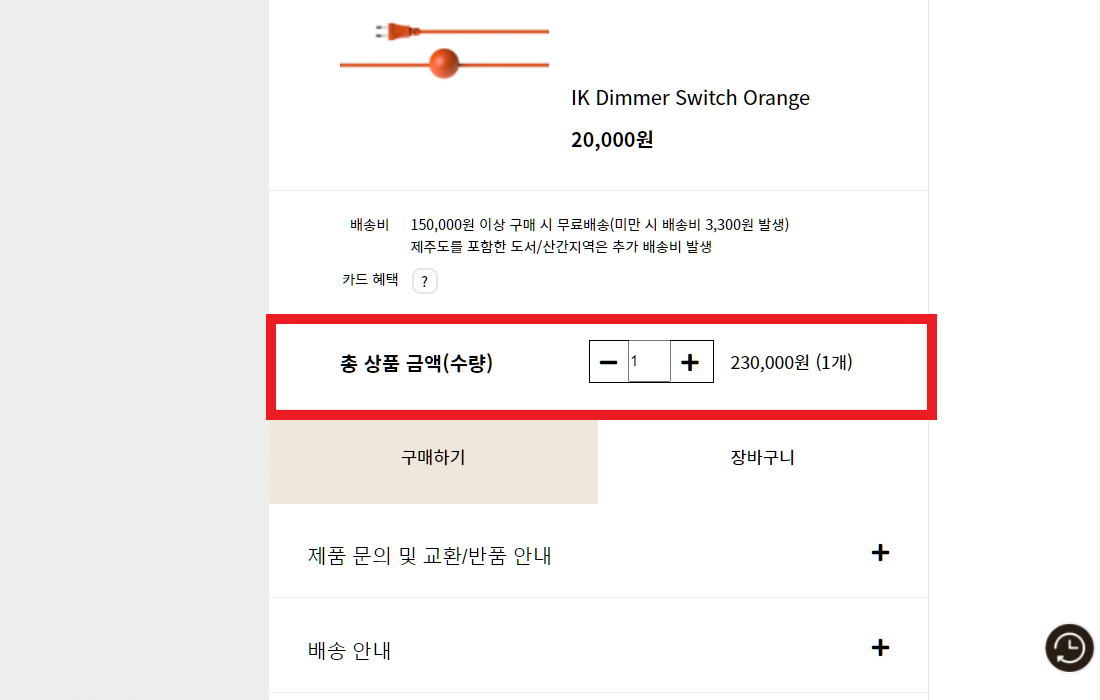 IK Dimmer Switch Orange
20,000원
배송비 150,000원 이상 구매 시 무료배송(미만 시 배송비 3,300원 발생)
제주도를 포함한 도서/산간지역은 추가 배송비 발생
카드 혜택 ?
총 상품 금액(수량) 1 230,000원 (1개)
구매하기 장바구니
제품 문의 및 교환/반품 안내
배송 안내